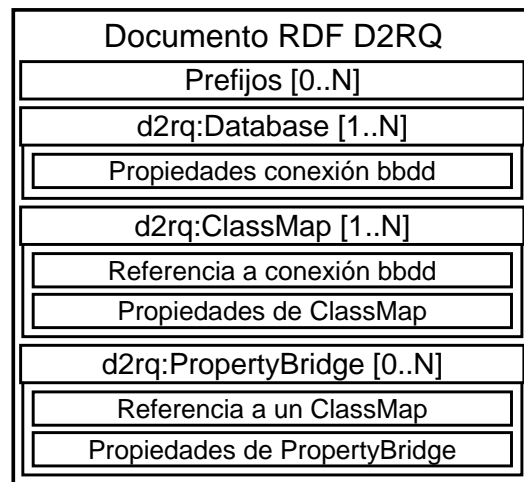 Documento RDF D2RQ
Prefijos [0..N]
d2rq:Database [1..N]
Propiedades conexión bbdd
d2rq:ClassMap [1..N]
Referencia a conexión bbdd
Propiedades de ClassMap
d2rq:PropertyBridge [0..N]
Referencia a un ClassMap
Propiedades de PropertyBridge